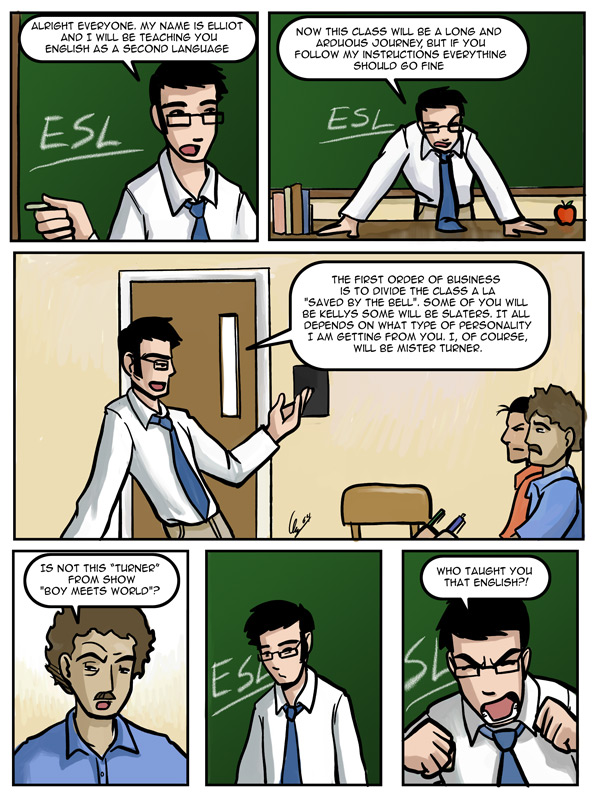 ALRIGHT EVERYONE. MY NAME IS ELLIOT
AND I WILL BE TEACHING YOU
ENGLISH AS A SECOND LANGUAGE
ESL
NOW THIS CLASS WILL BE A LONG AND
ARDUOUS JOURNEY, BUT IF YOU
FOLLOW MY INSTRUCTIONS EVERYTHING
SHOULD GO FINE
ESL
THE FIRST ORDER OF BUSINESS
IS TO DIVIDE THE CLASS A LA
"SAVED BY THE BELL". SOME OF YOU WILL
BE KELLYS SOME WILL BE SLATERS. IT ALL
DEPENDS ON WHAT TYPE OF PERSONALITY
I AM GETTING FROM YOU. I, OF COURSE,
WILL BE MISTER TURNER.
IS NOT THIS "TURNER"
FROM SHOW
"BOY MEETS WORLD"?
ESL
WHO TAUGHT YOU
THAT ENGLISH?!
SL